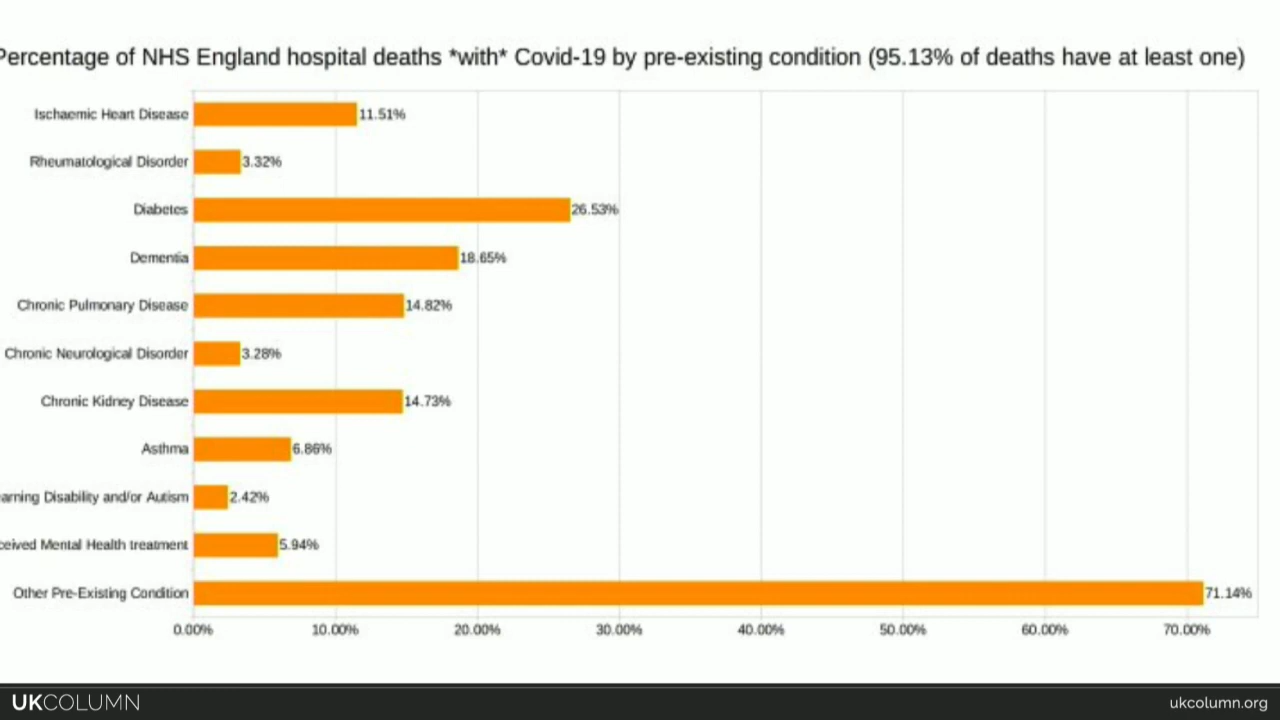 Percentage of NHS England hospital deaths *with* Covid-19 by pre-existing condition (95.13% of deaths have at least one)
Ischaemic Heart Disease 11.51%
Rheumatological Disorder 3.32%
Diabetes 26.53%
Dementia 18.65%
Chronic Pulmonary Disease 14.82%
Chronic Neurological Disorder 3.28%
Chronic Kidney Disease 14.73%
Asthma 6.86%
arning Disability and/or Autism 2.42%
ceived Mental Health treatment 5.94%
Other Pre-Existing Condition 71.14%
0.00% 10.00% 20.00% 30.00% 40.00% 50.00% 60.00% 70.00%
UKCOLUMN ukcolumn.org